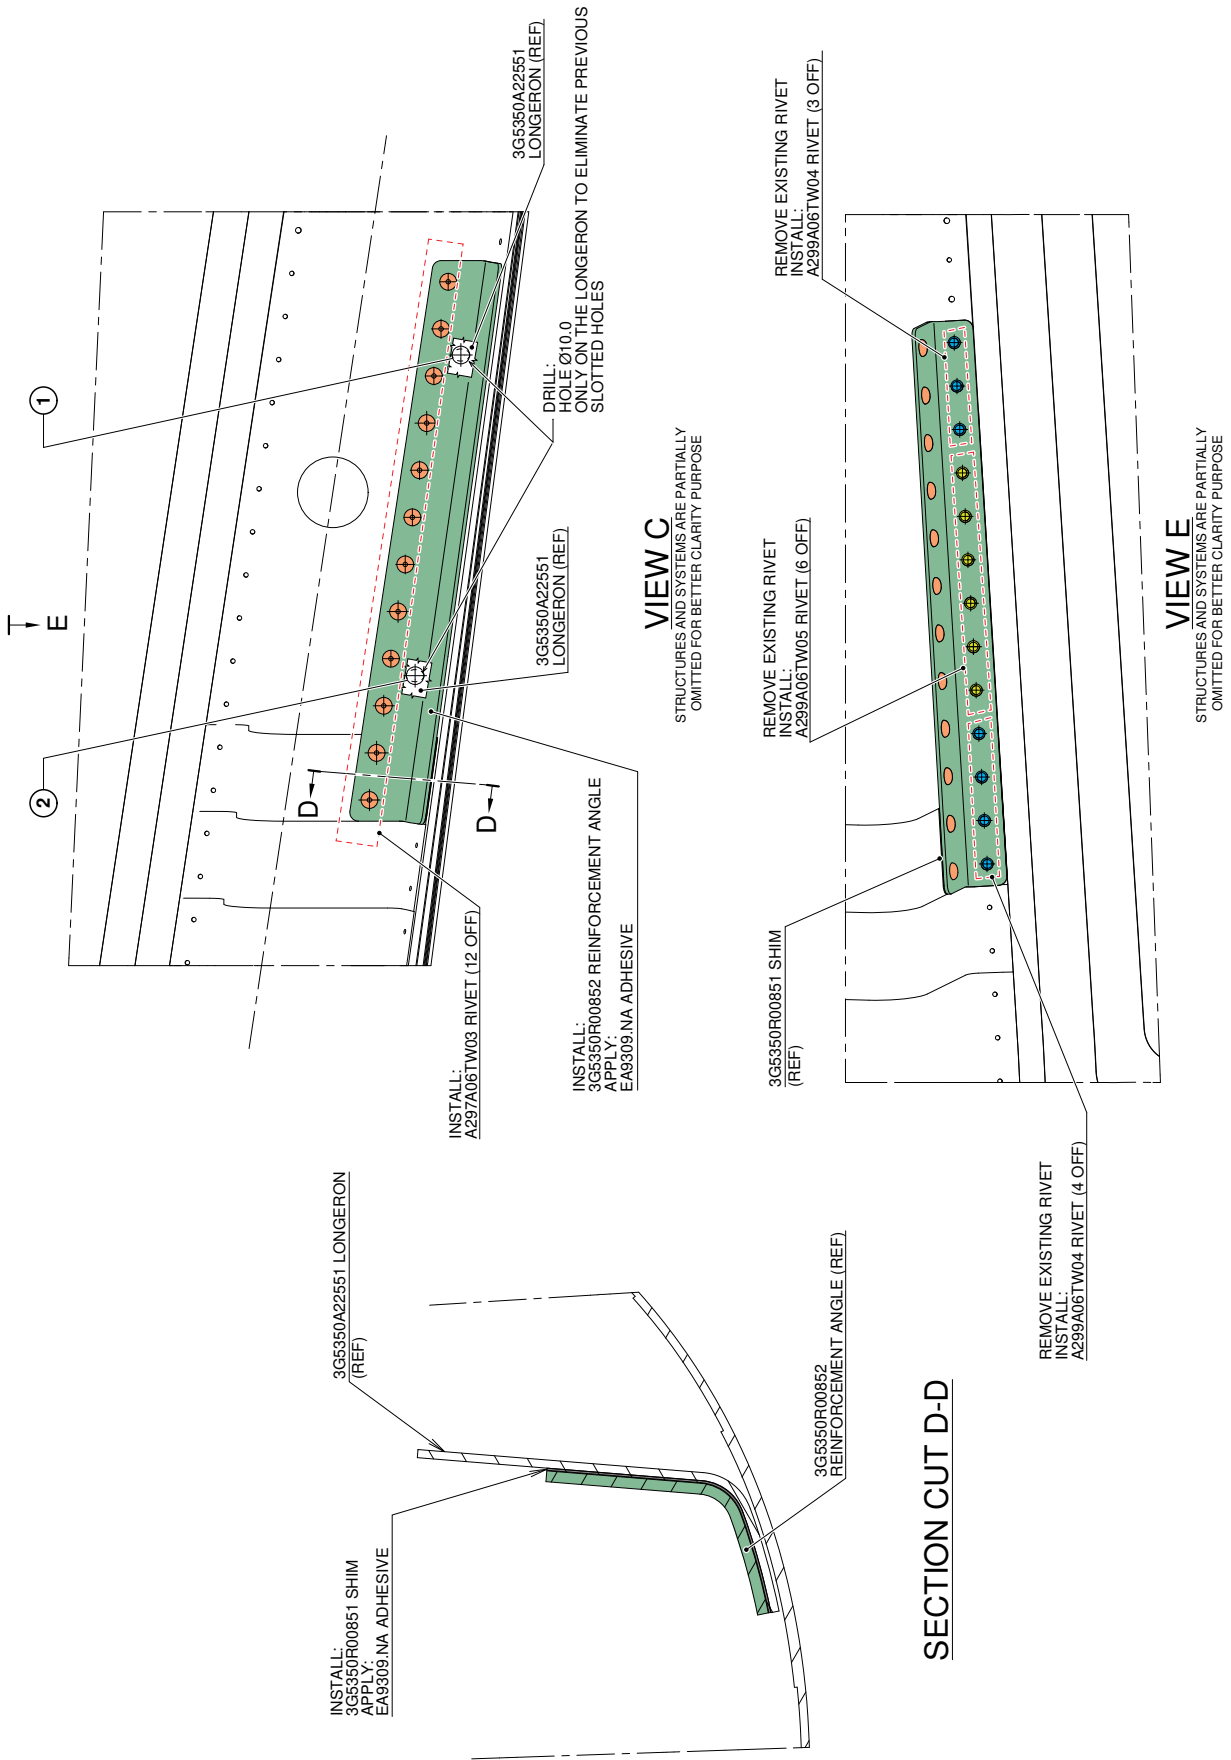 INSTALL:
3G5350R00851 SHIM
APPLY:
EA9309.NA ADHESIVE
3G5350A22551 LONGERON
(REF)
3G5350R00852
REINFORCEMENT ANGLE (REF)
SECTION CUT D-D
E
2
1
D
D
INSTALL:
A297A06TW03 RIVET (12 OFF)
INSTALL:
3G5350R00852 REINFORCEMENT ANGLE
APPLY:
EA9309.NA ADHESIVE
3G5350A22551
LONGERON (REF)
DRILL:
HOLE Ø10.0
ONLY ON THE LONGERON TO ELIMINATE PREVIOUS
SLOTTED HOLES
3G5350A22551
LONGERON (REF)
VIEW C
STRUCTURES AND SYSTEMS ARE PARTIALLY
OMITTED FOR BETTER CLARITY PURPOSE
3G5350R00851 SHIM
(REF)
REMOVE EXISTING RIVET
INSTALL:
A299A06TW05 RIVET (6 OFF)
REMOVE EXISTING RIVET
INSTALL:
A299A06TW04 RIVET (3 OFF)
REMOVE EXISTING RIVET
INSTALL:
A299A06TW04 RIVET (4 OFF)
VIEW E
STRUCTURES AND SYSTEMS ARE PARTIALLY
OMITTED FOR BETTER CLARITY PURPOSE